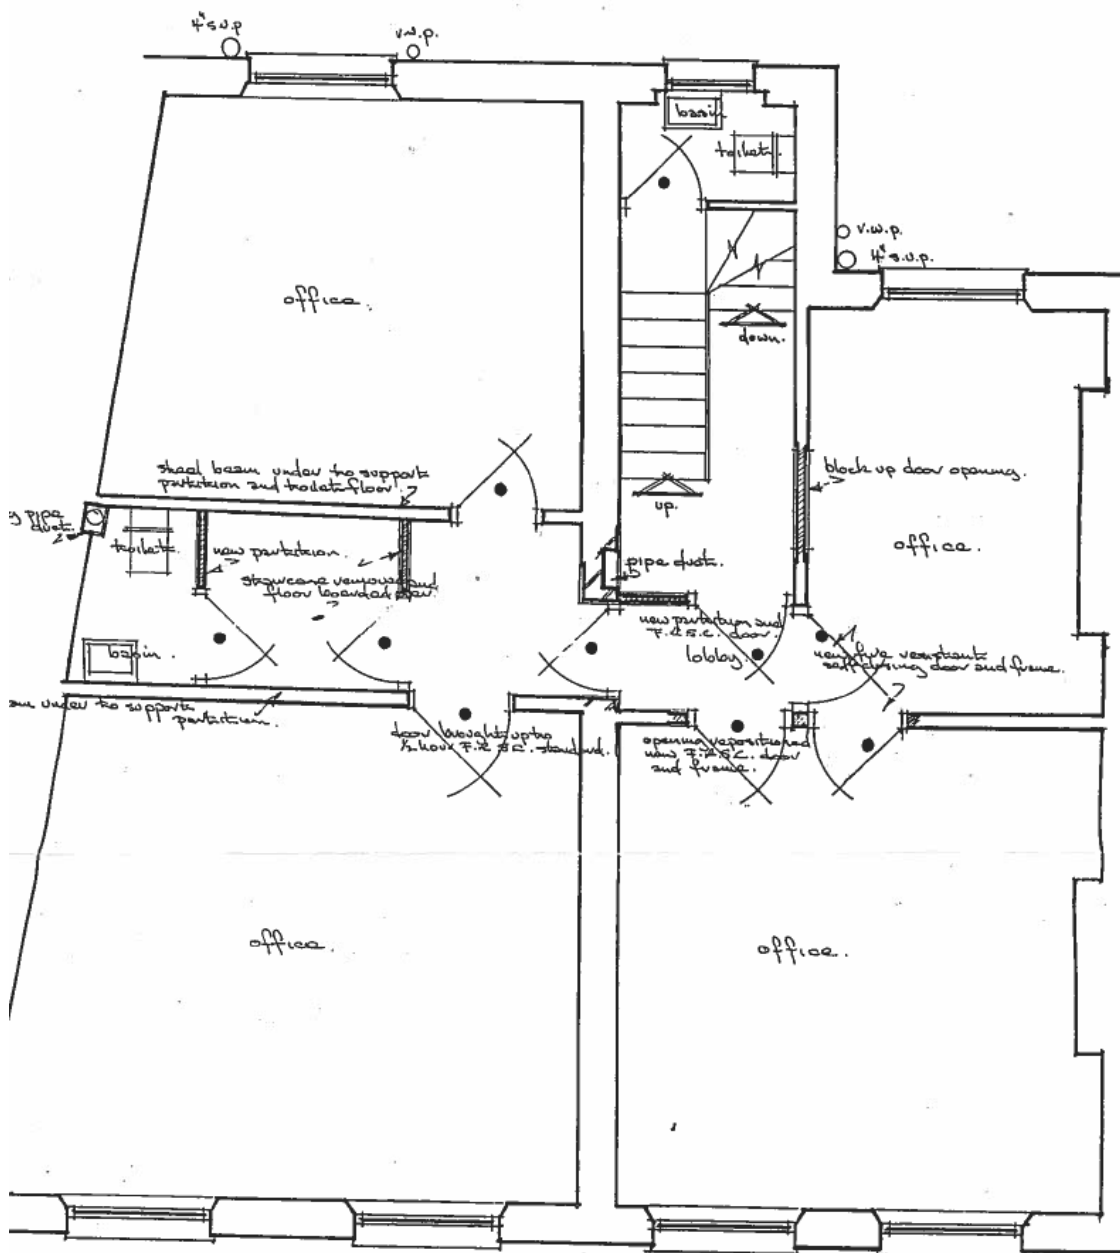 4" s.v.p
r.w.p.
basin
toilet.
r.w.p.
4" s.v.p.
office.
down.
steel beam under to support
partition and toilet floor.
block up door opening.
up.
pipe
duct.
toilet.
new partition.
showcase removed and
floor boarded over.
pipe duct.
office.
new partition and
F.R.S.C. door.
lobby.
new fire resistant
self closing door and frame.
basin.
under to support
partition.
door brought up to
½ hour F.R.S.C. standard.
opening repositioned
new F.R.S.C. door
and frame.
office.
office.